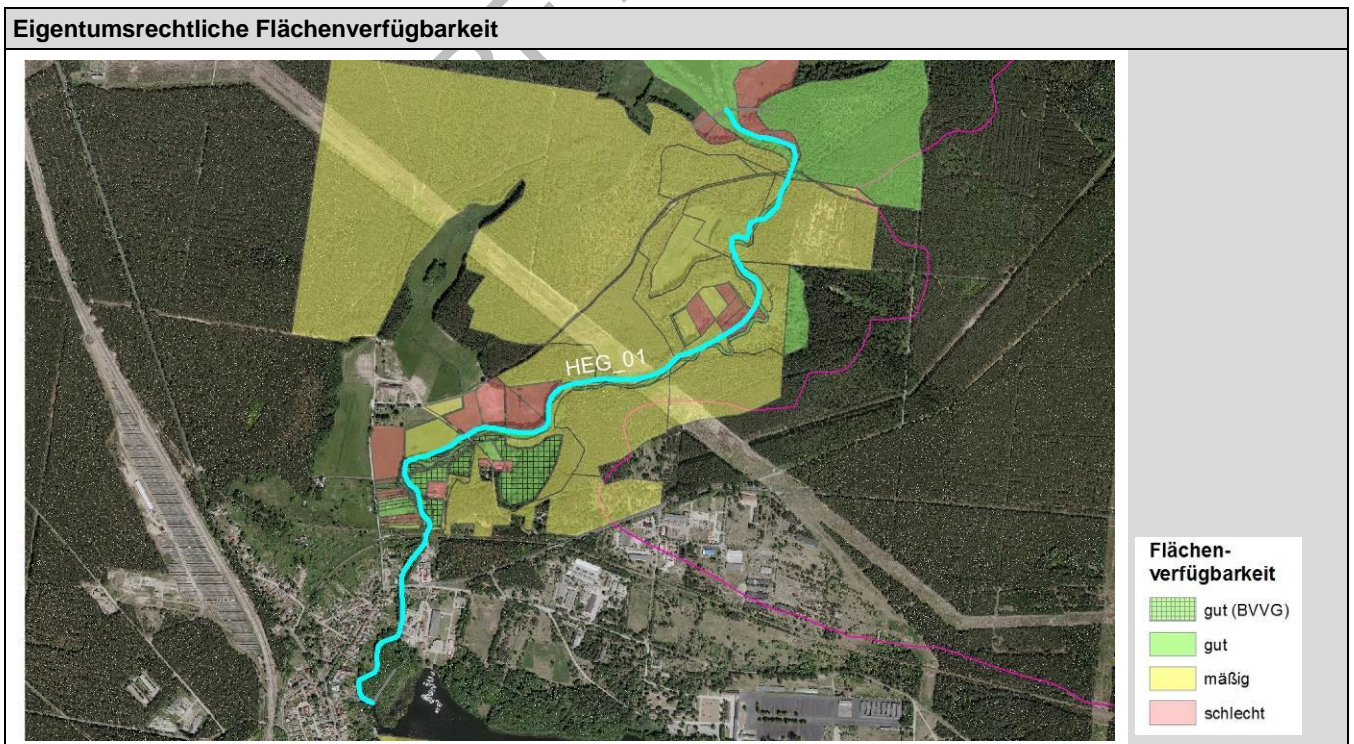 Eigentumsrechtliche Flächenverfügbarkeit
HEG_01
Flächen-
verfügbarkeit
gut (BVVG)
gut
mäßig
schlecht